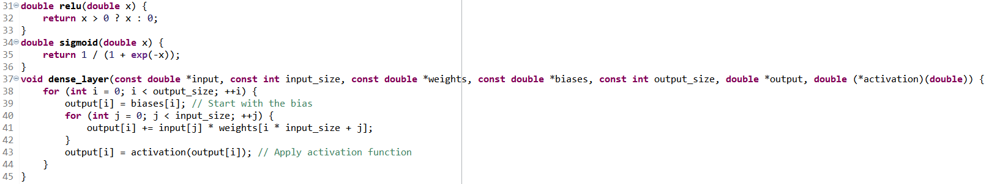 31 double relu(double x) {
32     return x > 0 ? x : 0;
33 }
34 double sigmoid(double x) {
35     return 1 / (1 + exp(-x));
36 }
37 void dense_layer(const double *input, const int input_size, const double *weights, const double *biases, const int output_size, double *output, double (*activation)(double)) {
38     for (int i = 0; i < output_size; ++i) {
39         output[i] = biases[i]; // Start with the bias
40         for (int j = 0; j < input_size; ++j) {
41             output[i] += input[j] * weights[i * input_size + j];
42         }
43         output[i] = activation(output[i]); // Apply activation function
44     }
45 }